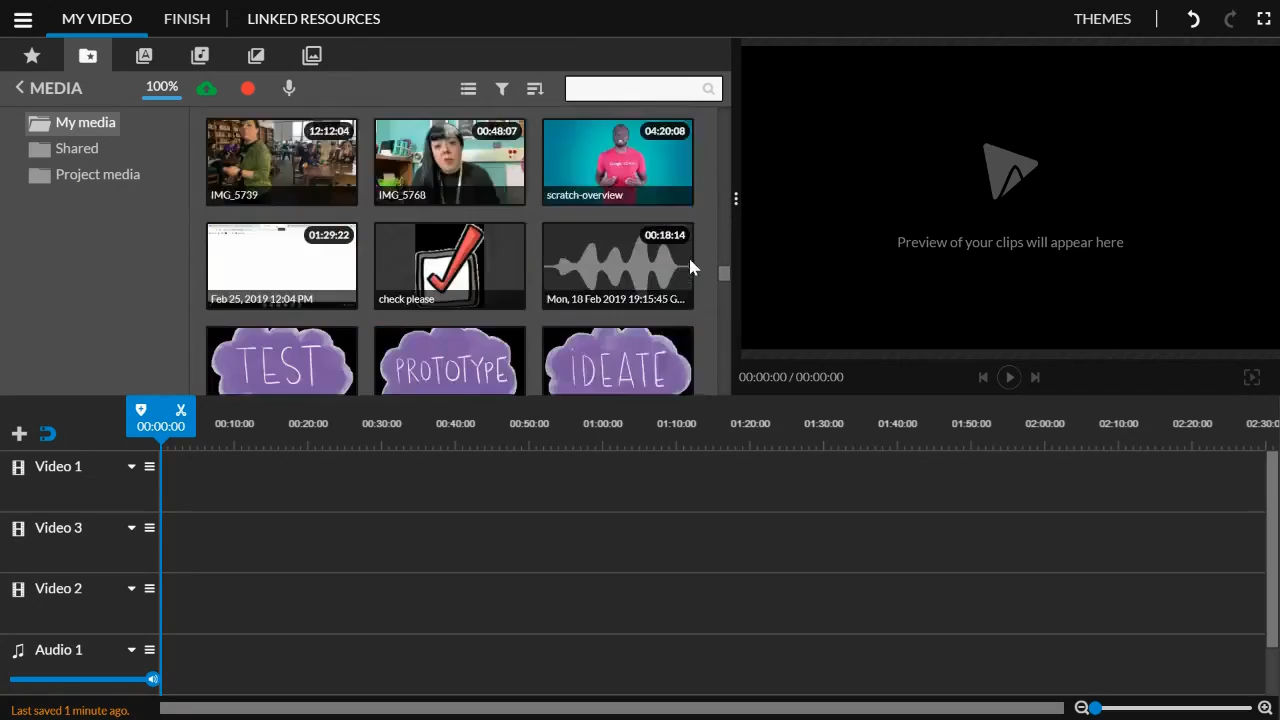 MY VIDEO FINISH LINKED RESOURCES THEMES
MEDIA 100%
My media
Shared
Project media
12:12:04 00:48:07 04:20:08
IMG_5739 IMG_5768 scratch-overview
01:29:22 00:18:14
Feb 25, 2019 12:04 PM check please Mon, 18 Feb 2019 19:15:45 G...
TEST PROTOTYPE iDEATE
Preview of your clips will appear here
00:00:00 / 00:00:00
00:00:00 00:10:00 00:20:00 00:30:00 00:40:00 00:50:00 01:00:00 01:10:00 01:20:00 01:30:00 01:40:00 01:50:00 02:00:00 02:10:00 02:20:00 02:30:0
Video 1
Video 3
Video 2
Audio 1
Last saved 1 minute ago.